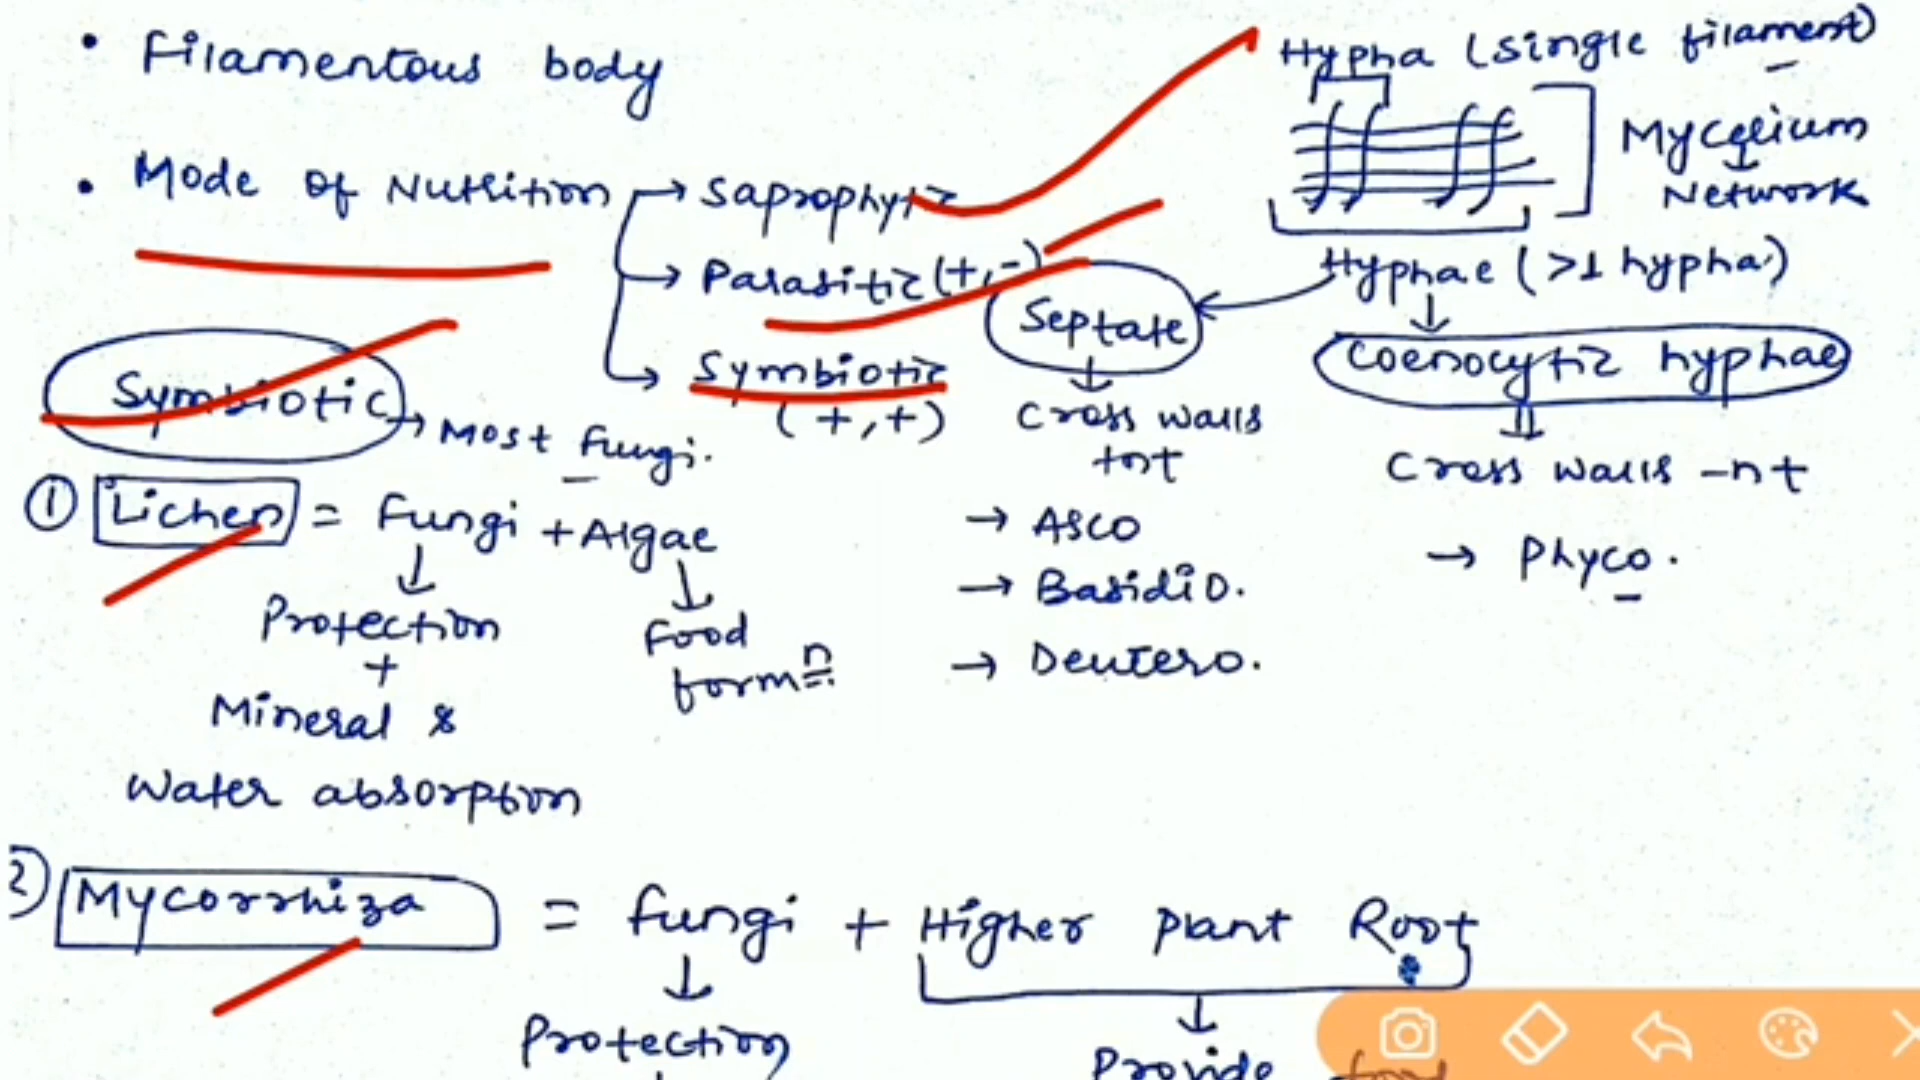 • Filamentous body
Hypha (single filament)
Mycelium
Network
• Mode of Nutrition → Saprophytic
→ Parasitic (+,-)
→ Symbiotic
(+,+)
Hyphae (>1 hypha)
Septate
Cross walls
+nt
→ Asco
→ Basidio.
→ Deutero.
Coenocytic hyphae
Cross walls -nt
→ Phyco.
Symbiotic → Most fungi.
① Lichen = Fungi + Algae
Protection
+
Mineral &
Water absorption
Food
formn
2) Mycorrhiza = fungi + Higher plant Root
Protection
Provide food